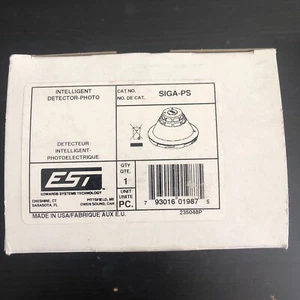 INTELLIGENT
DETECTOR-PHOTO
CAT NO.
NO. DE CAT.
SIGA-PS
DETECTEUR
INTELLIGENT-
PHOTOELECTRIQUE
EST
EDWARDS SYSTEMS TECHNOLOGY
CHESHIRE, CT
SARASOTA, FL
PITTSFIELD, ME
OWEN SOUND, CAN
QTY
QTE.
1
UNIT
UNITE
PC.
7 93016 01987 5
235048P
MADE IN USA/FABRIQUE AUX E.U.